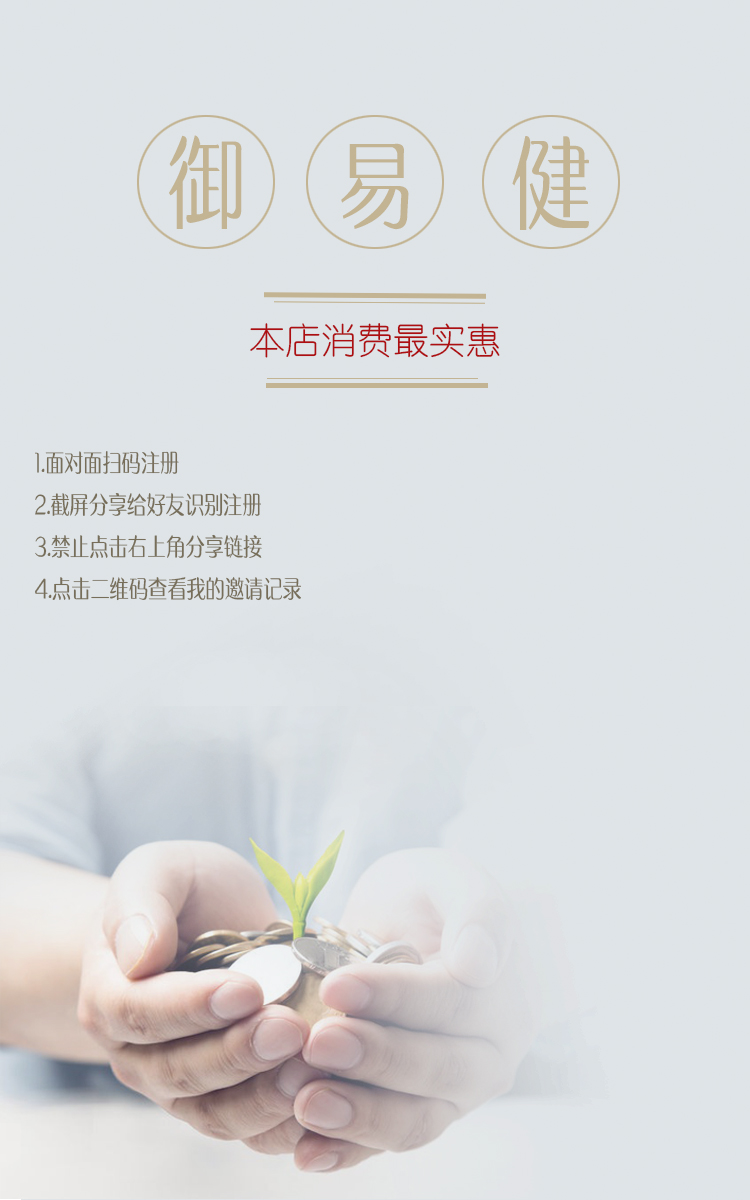 御易健
本店消费最实惠
1.面对面扫码注册
2.截屏分享给好友识别注册
3.禁止点击右上角分享链接
4.点击二维码查看我的邀请记录